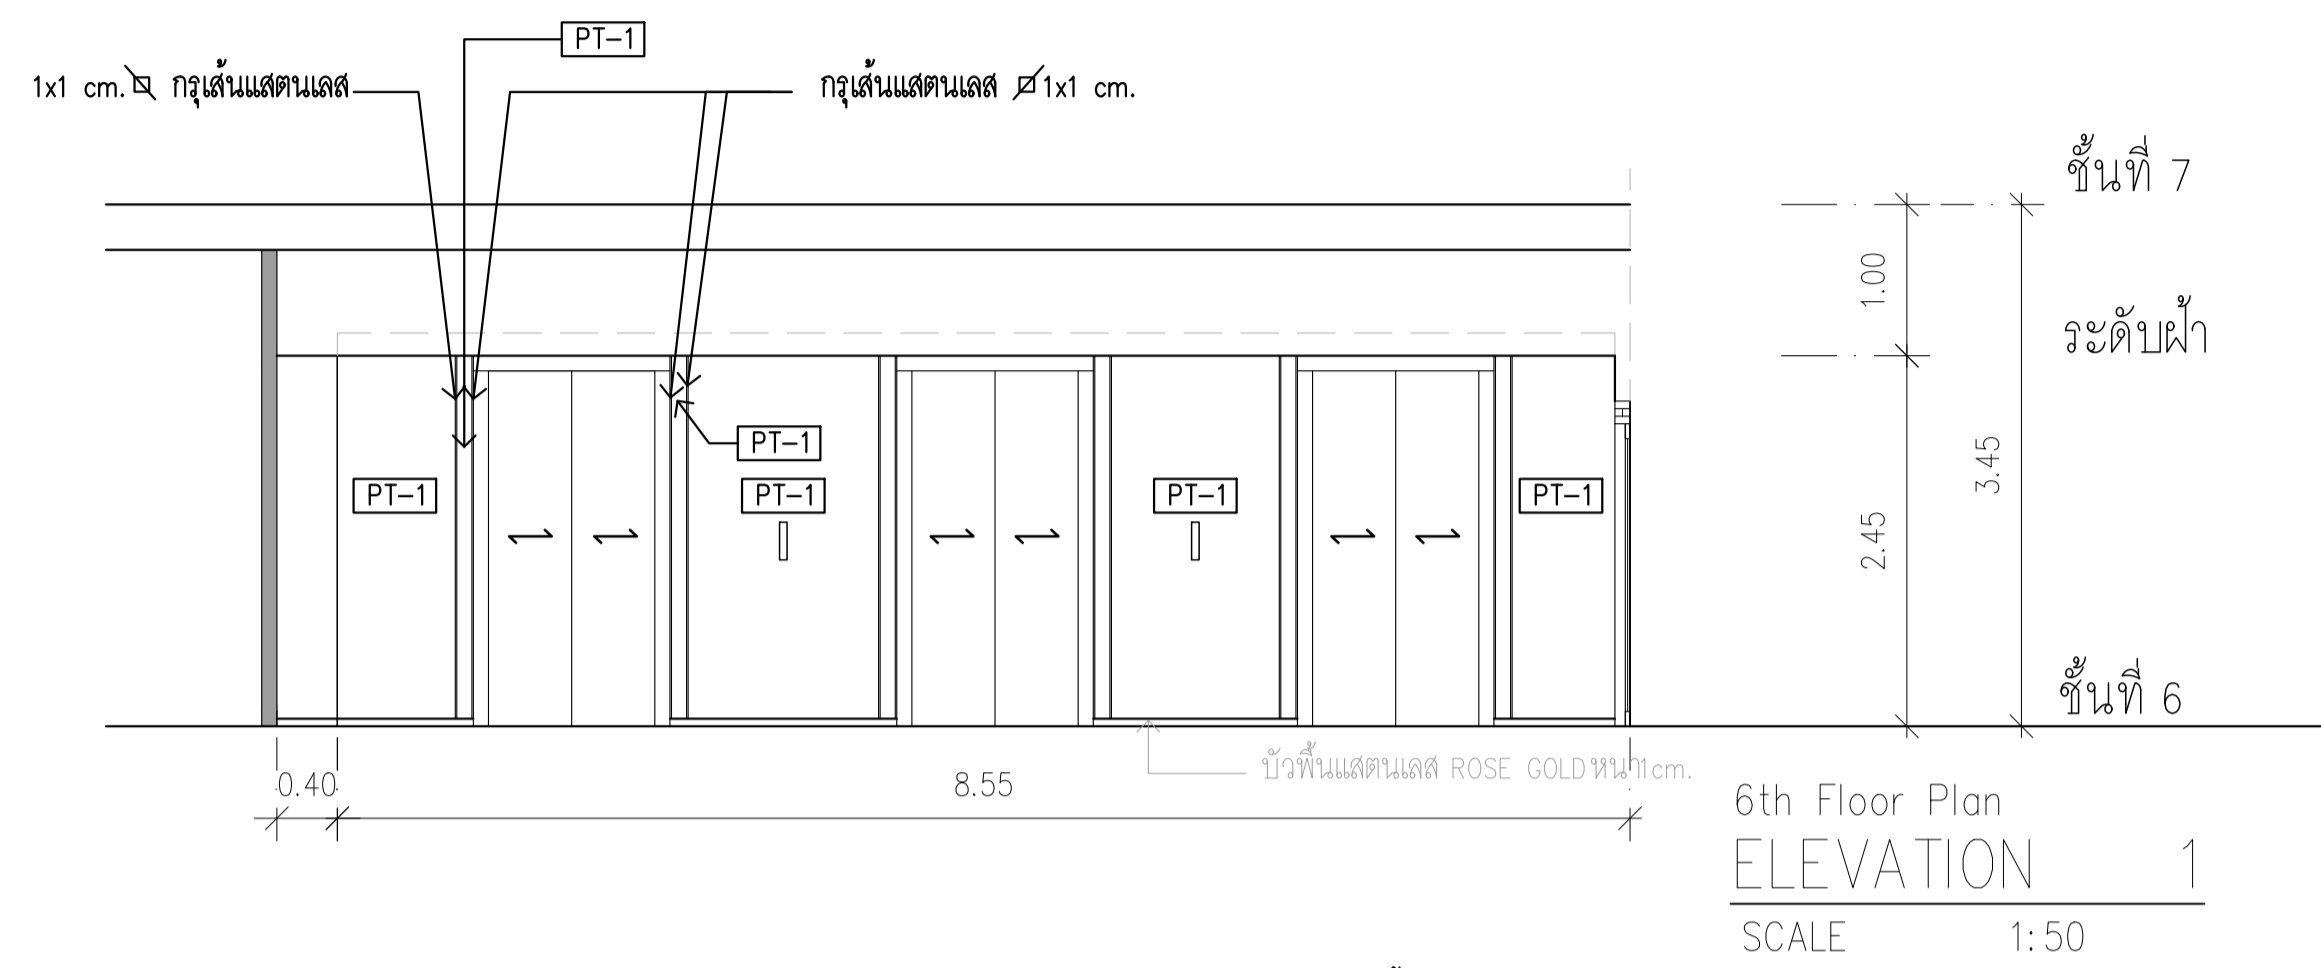 PT-1
1x1 cm. กรุเส้นแสตนเลส
กรุเส้นแสตนเลส 1x1 cm.
ชั้นที่ 7
1.00
ระดับฝ้า
PT-1
PT-1
PT-1
PT-1
PT-1
3.45
2.45
ชั้นที่ 6
บัวพื้นแสตนเลส ROSE GOLD หนา1cm.
0.40
8.55
6th Floor Plan
ELEVATION 1
SCALE 1:50